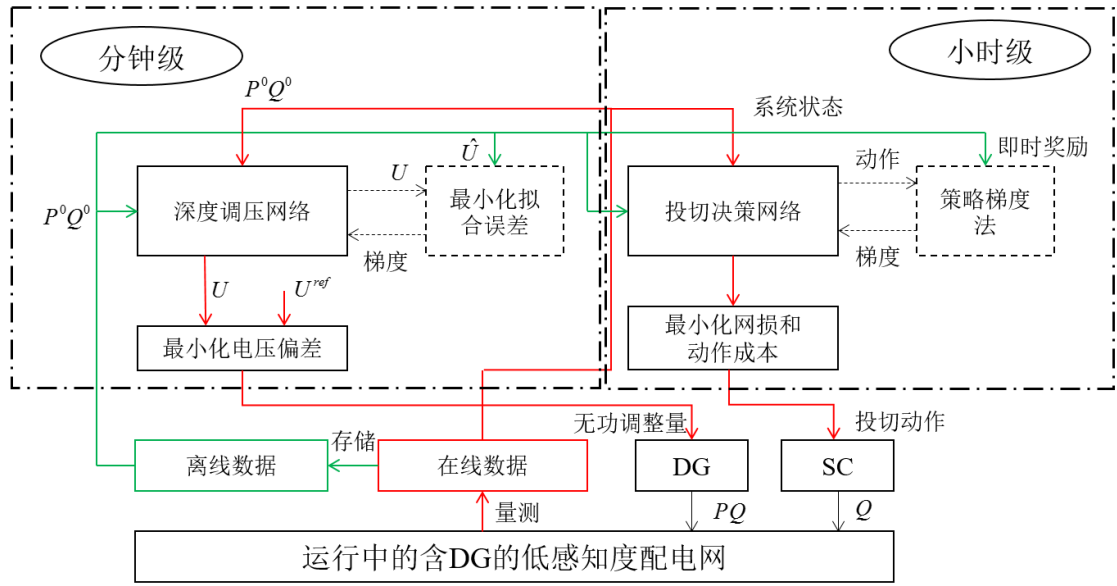 分钟级
小时级
P⁰Q⁰
系统状态
Û
U
即时奖励
动作
P⁰Q⁰
深度调压网络
最小化拟
合误差
投切决策网络
策略梯度
法
梯度
梯度
U
U^ref
最小化电压偏差
最小化网损和
动作成本
无功调整量
投切动作
离线数据
存储
在线数据
DG
SC
量测
PQ
Q
运行中的含DG的低感知度配电网